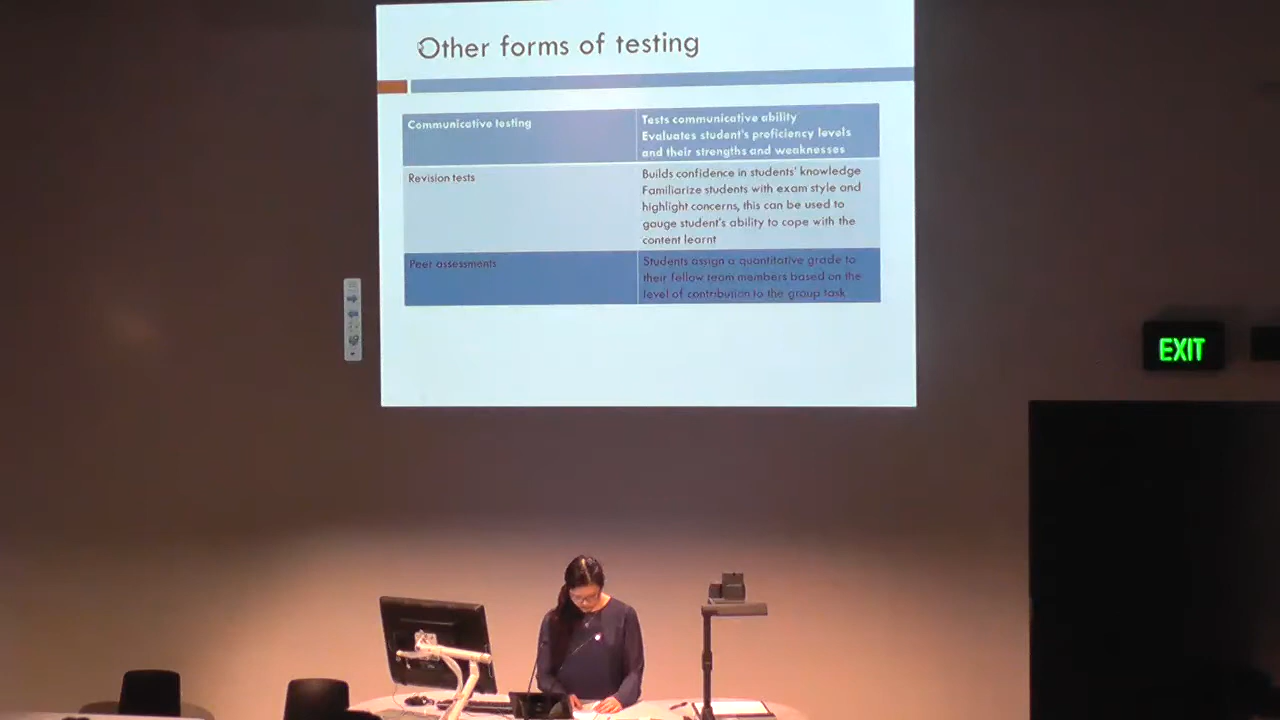 Other forms of testing
Communicative testing
Tests communicative ability
Evaluates student's proficiency levels
and their strengths and weaknesses
Revision tests
Builds confidence in students' knowledge
Familiarize students with exam style and
highlight concerns, this can be used to
gauge student's ability to cope with the
content learnt
Peer assessments
Students assign a quantitative grade to
their fellow team members based on the
level of contribution to the group task
EXIT